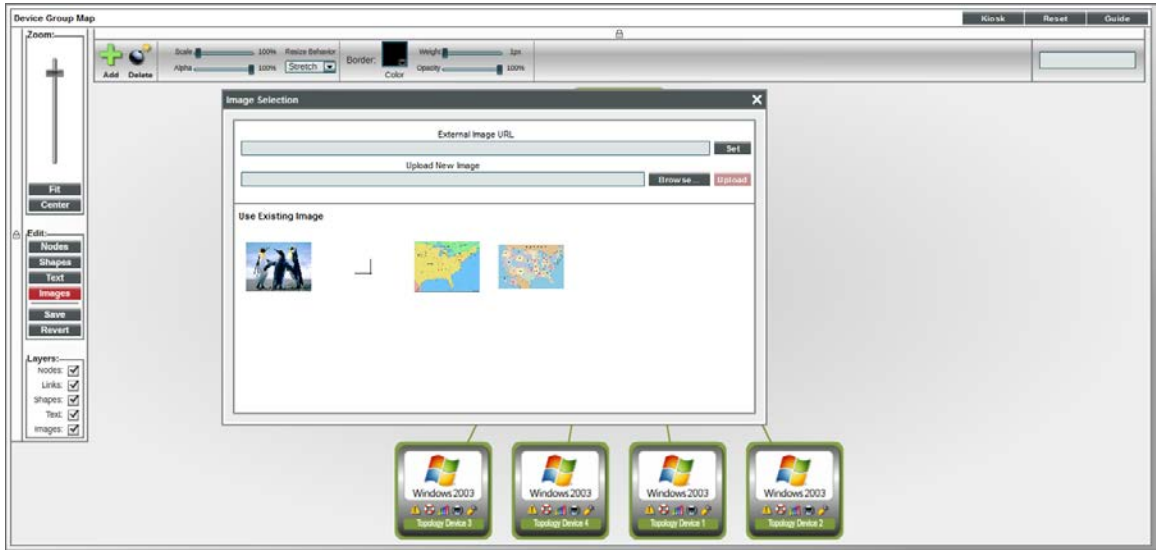 Device Group Map
Kiosk
Reset
Guide
Zoom:
Fit
Center
Edit:
Nodes
Shapes
Text
Images
Save
Revert
Layers:
Nodes:
Links:
Shapes:
Text:
Images:
Add
Delete
Scale
100%
Resize Behavior
Alpha
100%
Stretch
Border:
Color
Weight
1px
Opacity
100%
Image Selection
External Image URL
Set
Upload New Image
Browse...
Upload
Use Existing Image
Windows 2003
Topology Device 3
Windows 2003
Topology Device 4
Windows 2003
Topology Device 1
Windows 2003
Topology Device 2